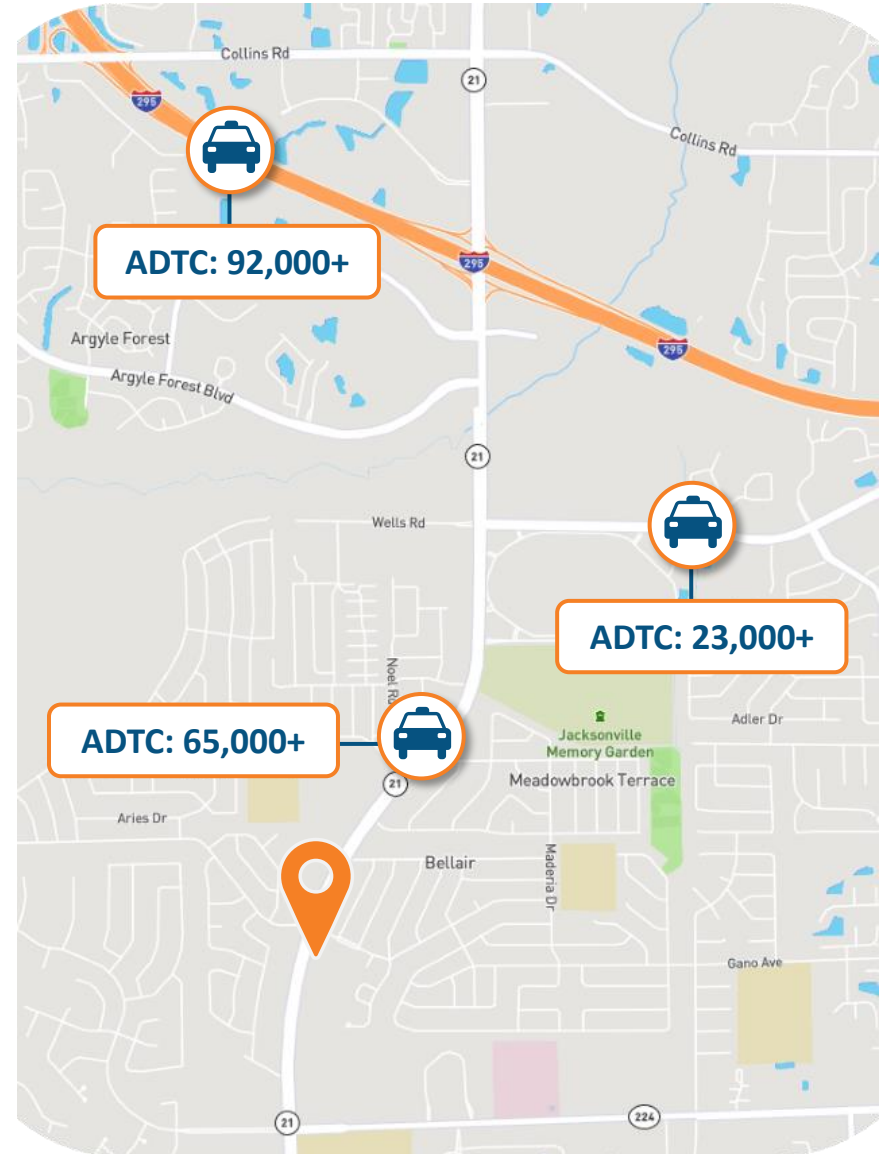 Collins Rd
21
295
Collins Rd
ADTC: 92,000+
295
295
Argyle Forest
Argyle Forest Blvd
21
Wells Rd
ADTC: 23,000+
Noel Rd
ADTC: 65,000+
Jacksonville
Memory Garden
Adler Dr
21
Meadowbrook Terrace
Aries Dr
Bellair
Maderia Dr
Gano Ave
21
224